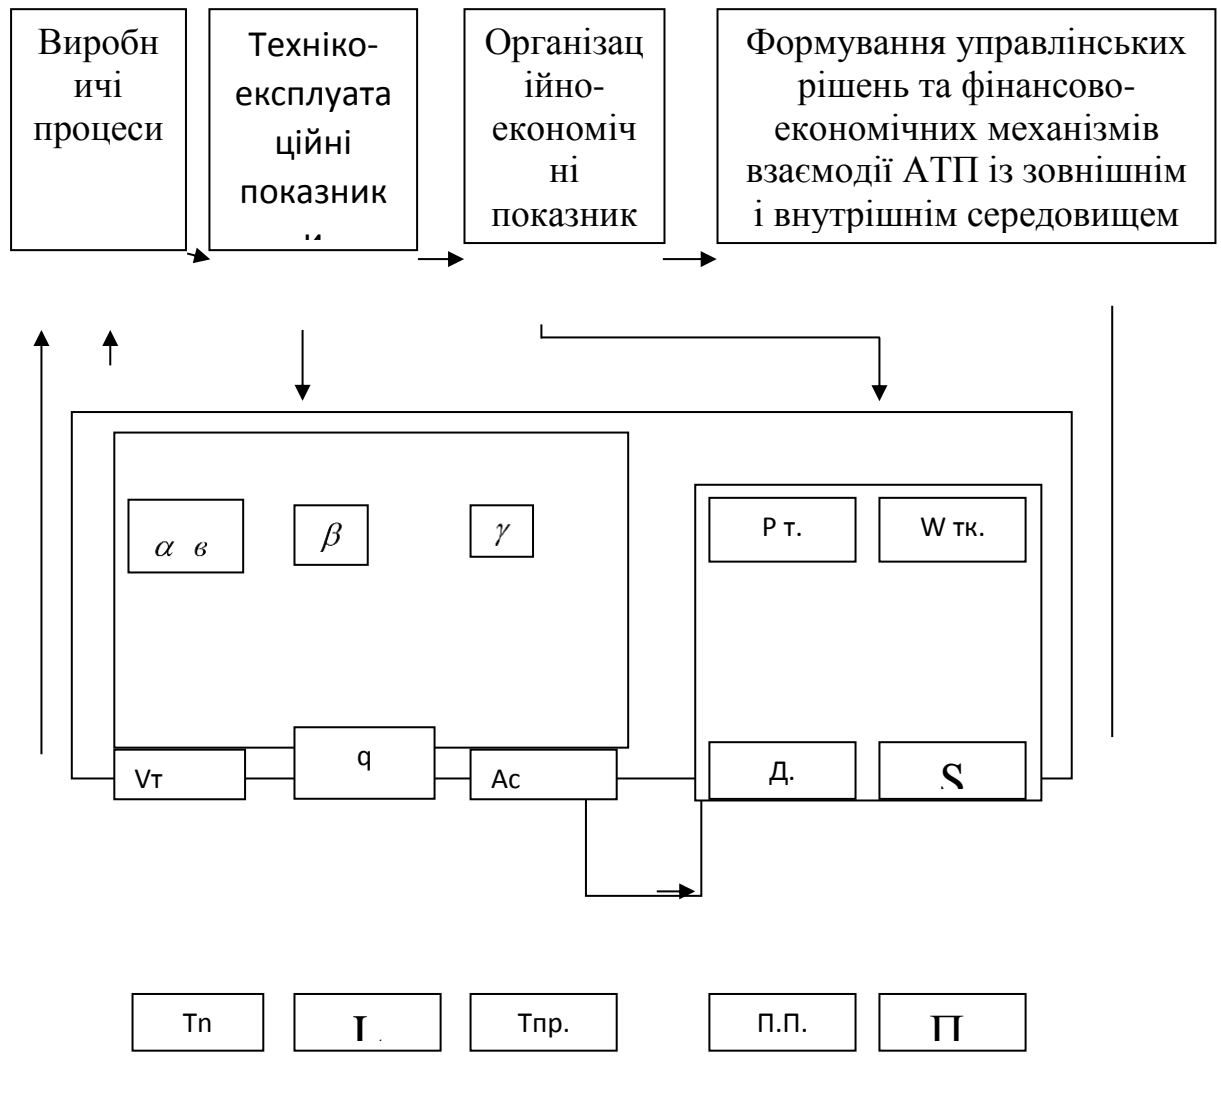 Виробн
ичі
процеси
Техніко-
експлуата
ційні
показник
и
Організац
ійно-
економіч
ні
показник
Формування управлінських
рішень та фінансово-
економічних механізмів
взаємодії АТП із зовнішнім
і внутрішнім середовищем
α в
β
γ
Р т.
W тк.
Vт
q
Ас
Д.
S
Тп
L
Тпр.
П.П.
П